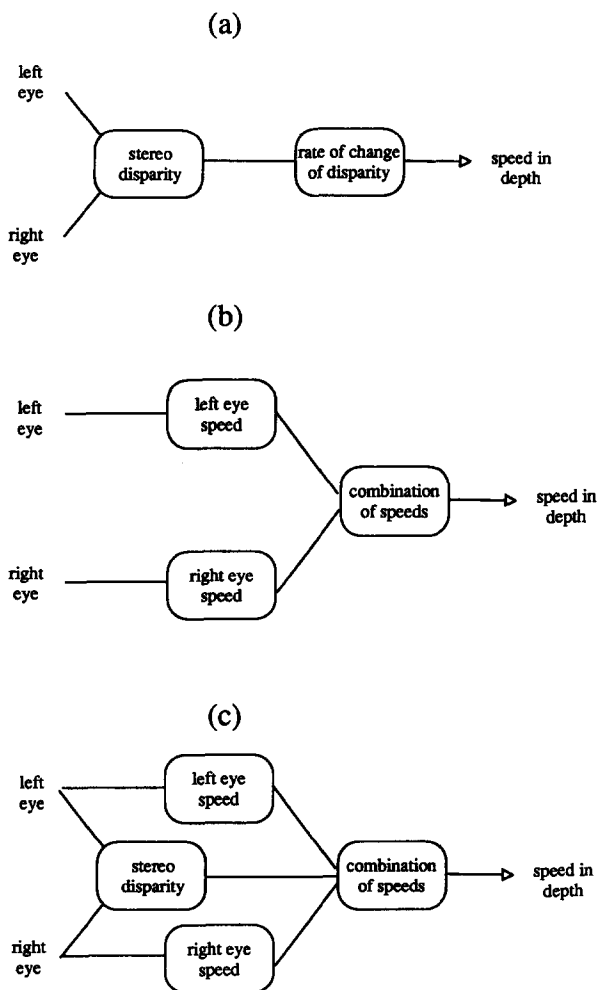 (a)
left
eye
stereo
disparity
rate of change
of disparity
speed in
depth
right
eye
(b)
left
eye
left eye
speed
combination
of speeds
speed in
depth
right
eye
right eye
speed
(c)
left
eye
left eye
speed
stereo
disparity
combination
of speeds
speed in
depth
right
eye
right eye
speed